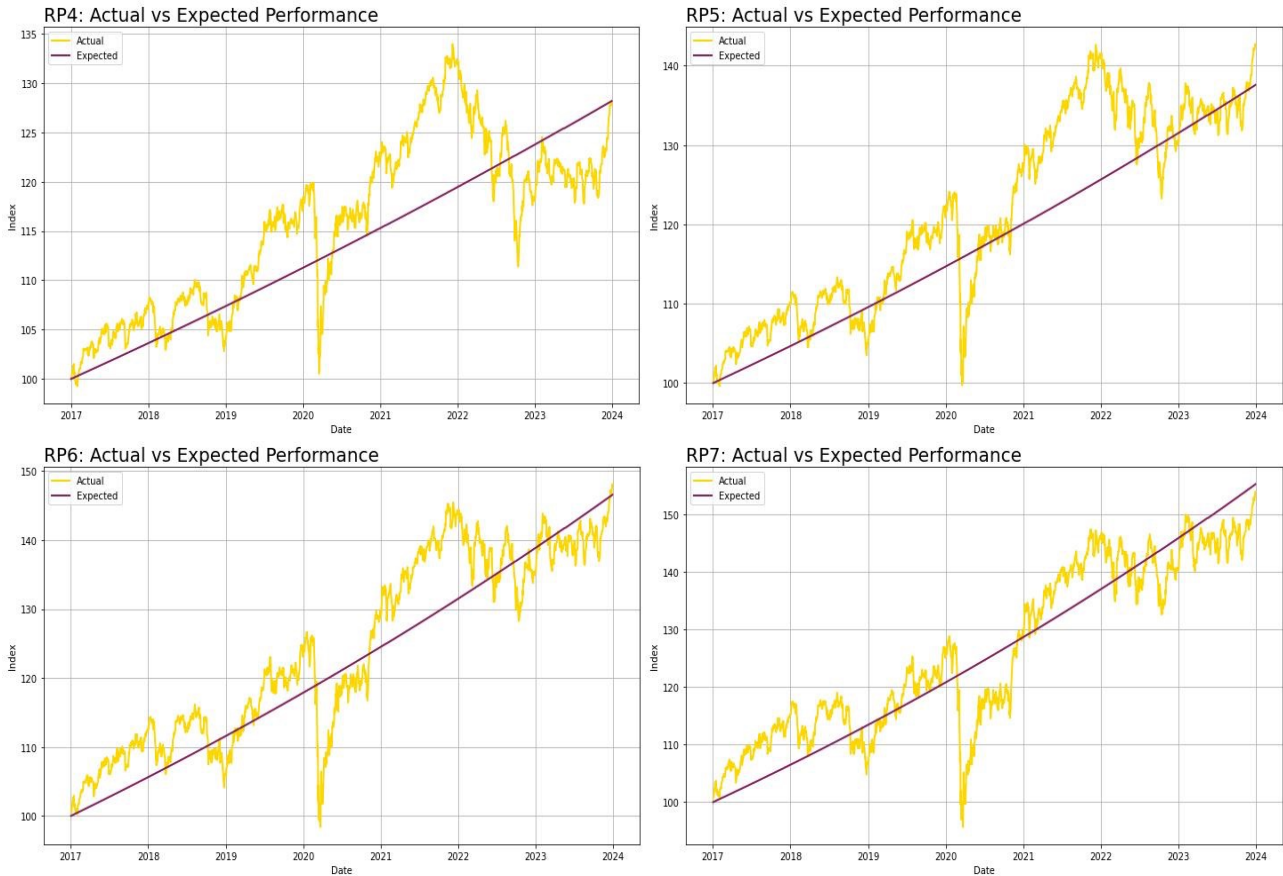 RP4: Actual vs Expected Performance
Actual
Expected
135
130
125
120
115
110
105
100
Index
2017 2018 2019 2020 2021 2022 2023 2024
Date
RP5: Actual vs Expected Performance
Actual
Expected
140
130
120
110
100
Index
2017 2018 2019 2020 2021 2022 2023 2024
Date
RP6: Actual vs Expected Performance
Actual
Expected
150
140
130
120
110
100
Index
2017 2018 2019 2020 2021 2022 2023 2024
Date
RP7: Actual vs Expected Performance
Actual
Expected
150
140
130
120
110
100
Index
2017 2018 2019 2020 2021 2022 2023 2024
Date